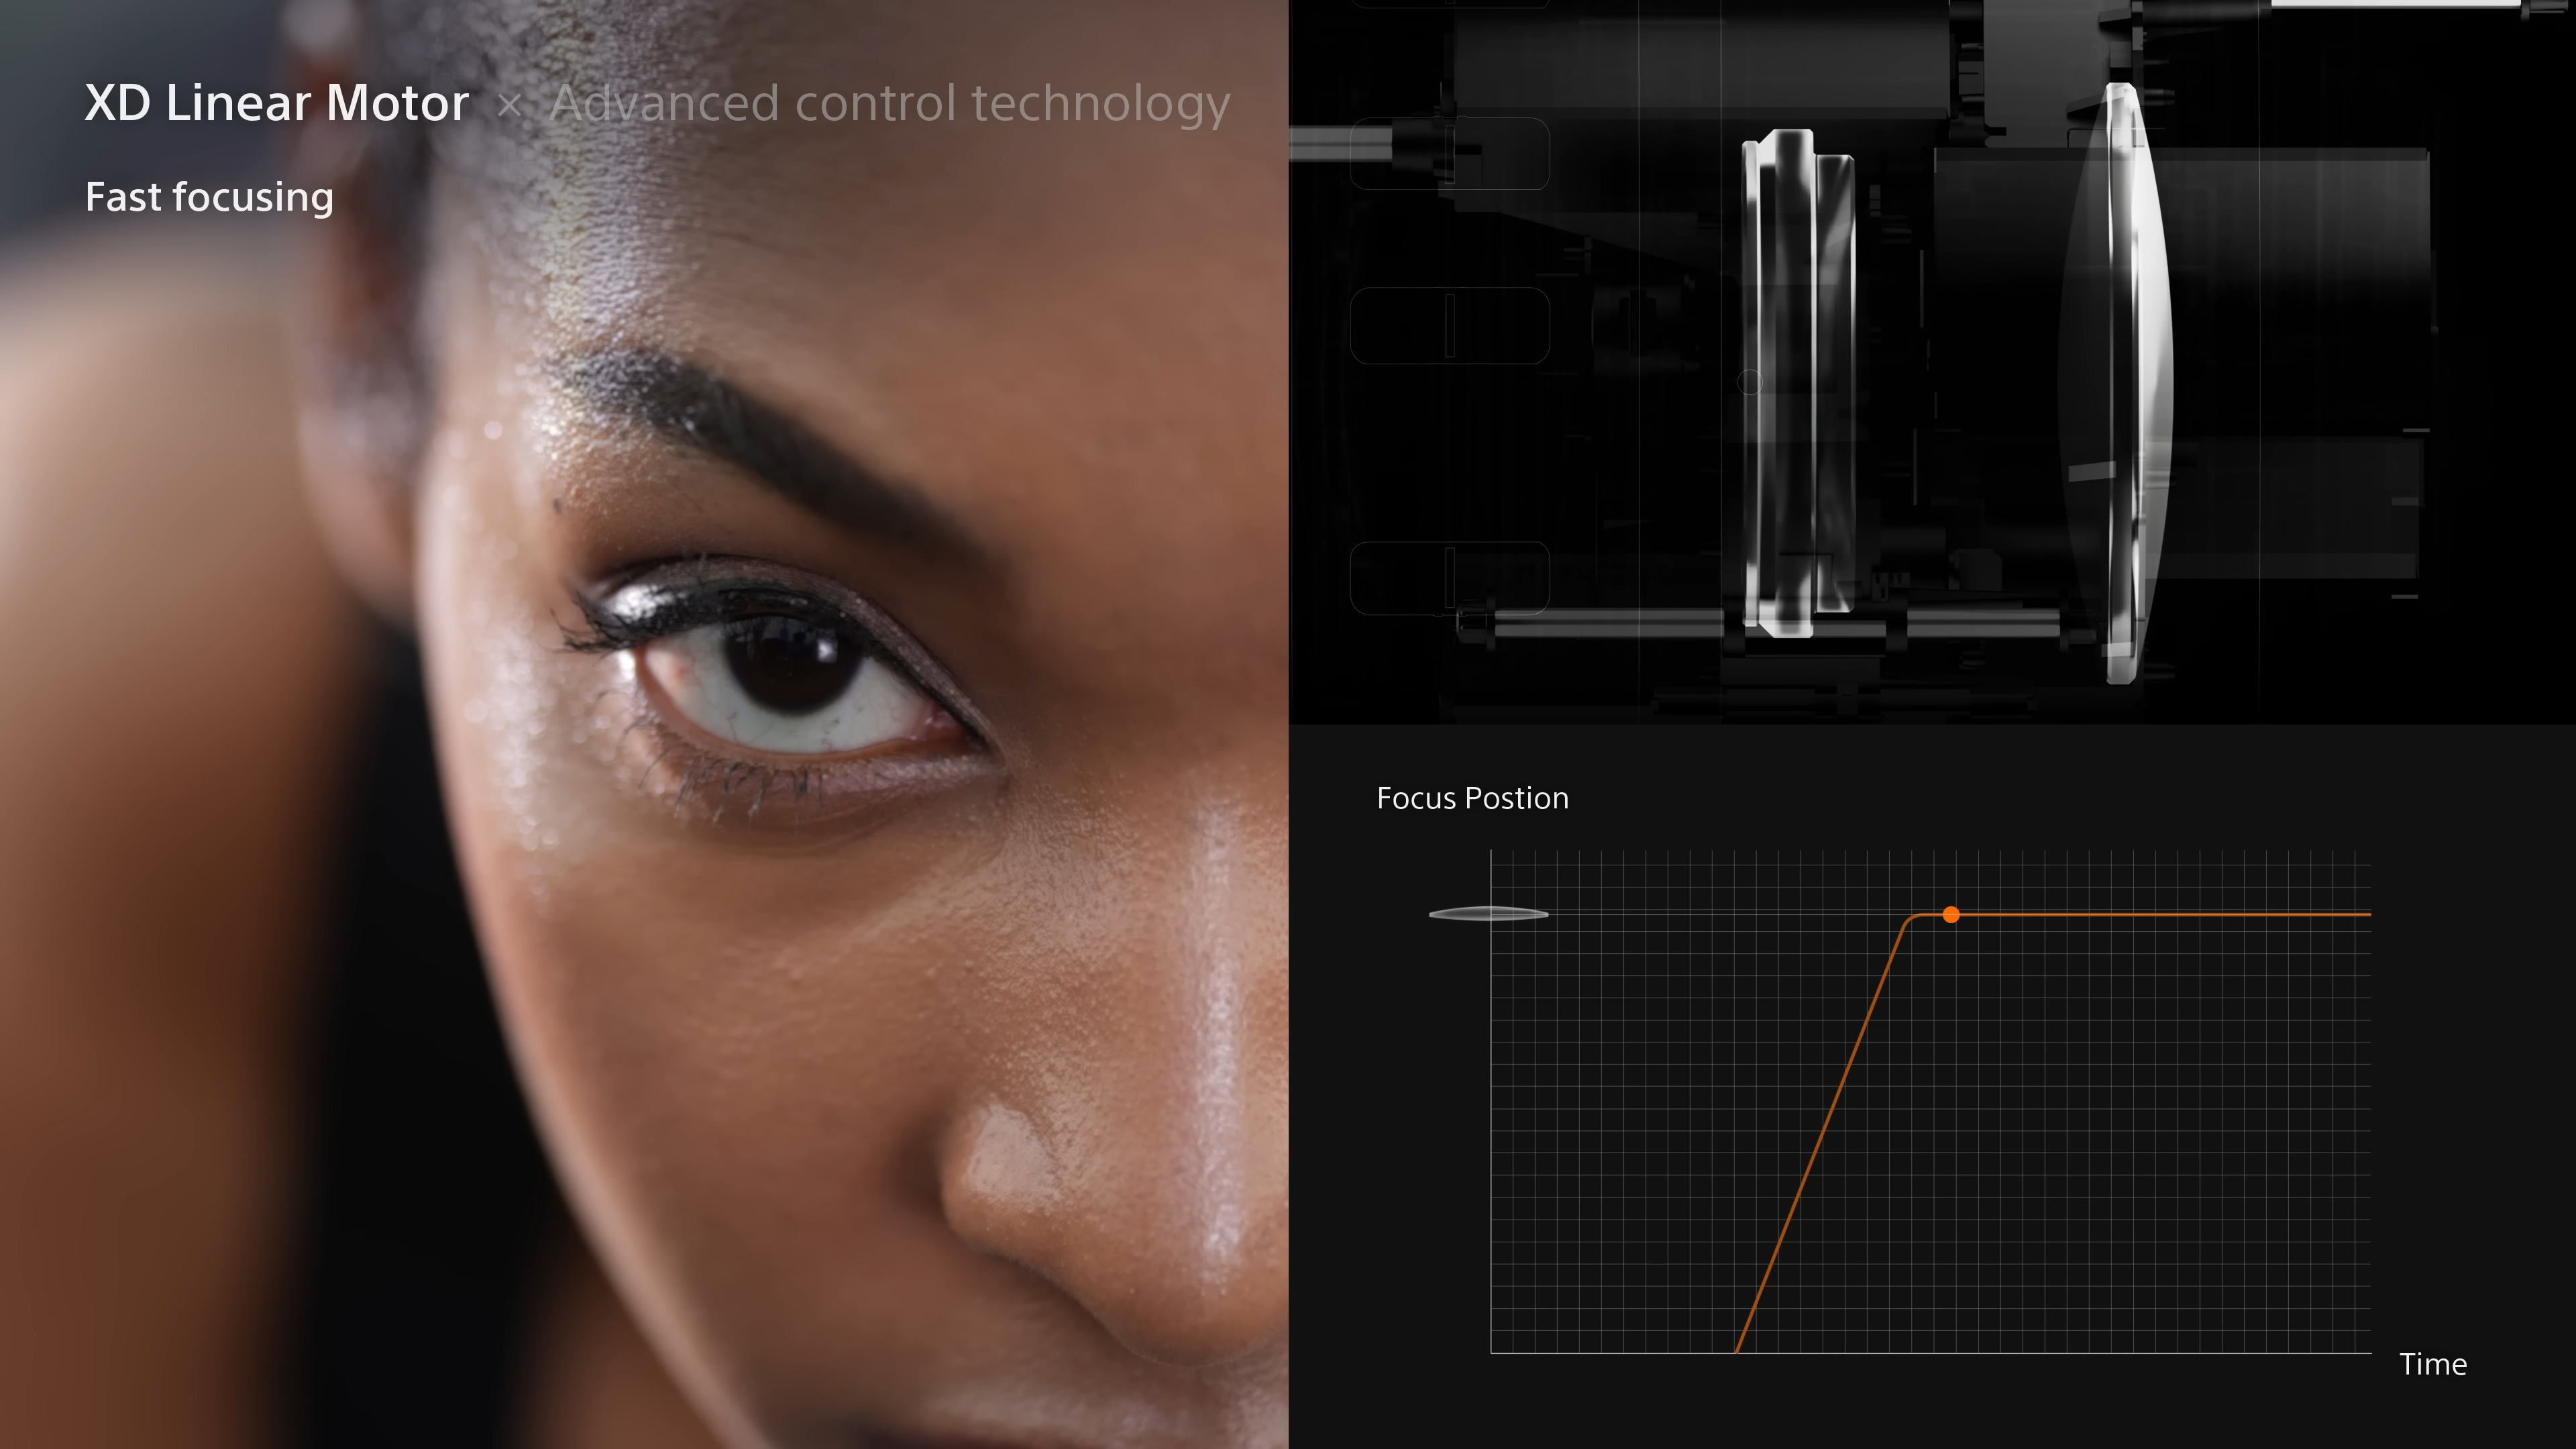 XD Linear Motor × Advanced control technology
Fast focusing
Focus Postion
Time